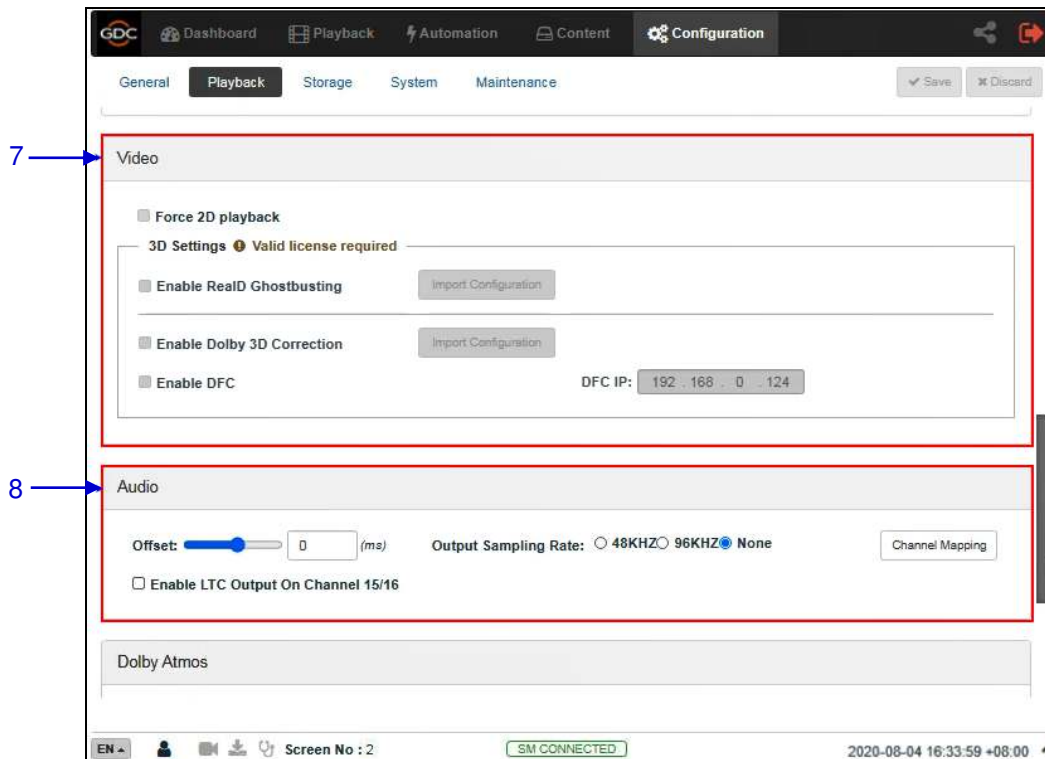 GDC Dashboard Playback Automation Content Configuration
General Playback Storage System Maintenance Save Discard
7
Video
Force 2D playback
3D Settings Valid license required
Enable RealD Ghostbusting Import Configuration
Enable Dolby 3D Correction Import Configuration
Enable DFC DFC IP: 192 . 168 . 0 . 124
8
Audio
Offset: 0 (ms) Output Sampling Rate: 48KHZ 96KHZ None Channel Mapping
Enable LTC Output On Channel 15/16
Dolby Atmos
EN Screen No : 2 SM CONNECTED 2020-08-04 16:33:59 +08:00